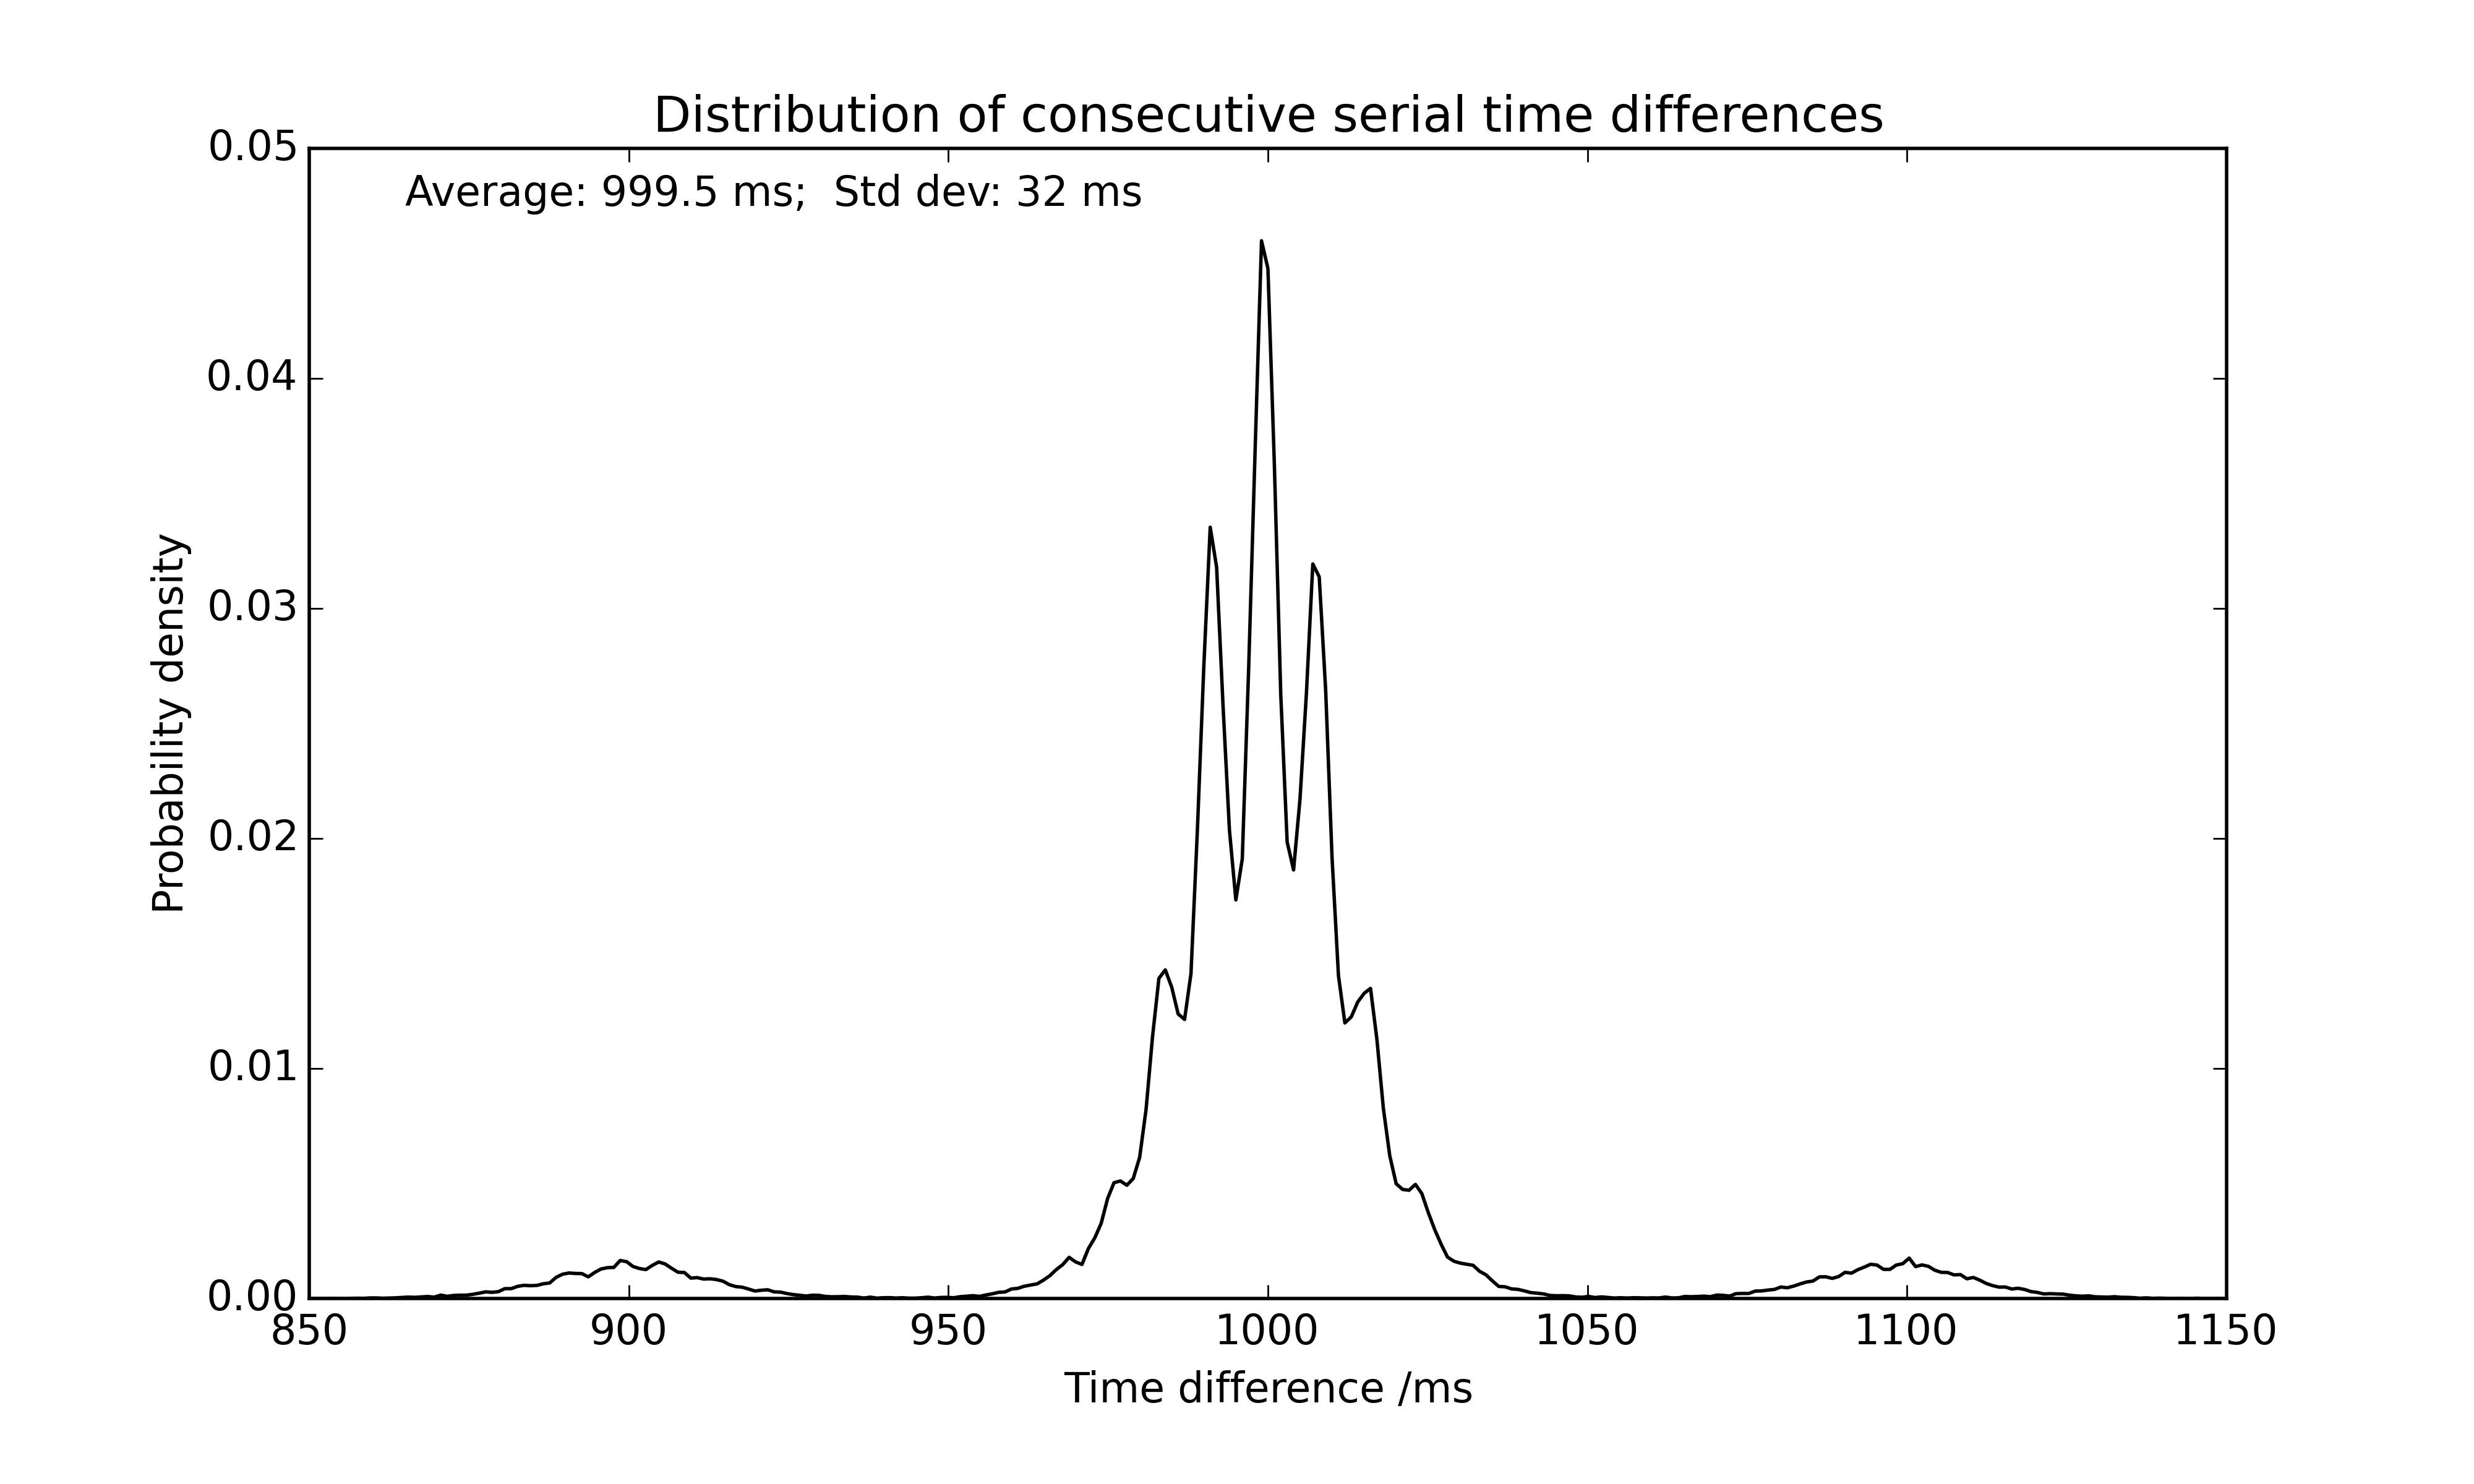 Distribution of consecutive serial time differences
Average: 999.5 ms;  Std dev: 32 ms
0.05
0.04
0.03
0.02
0.01
0.00
Probability density
850 900 950 1000 1050 1100 1150
Time difference /ms